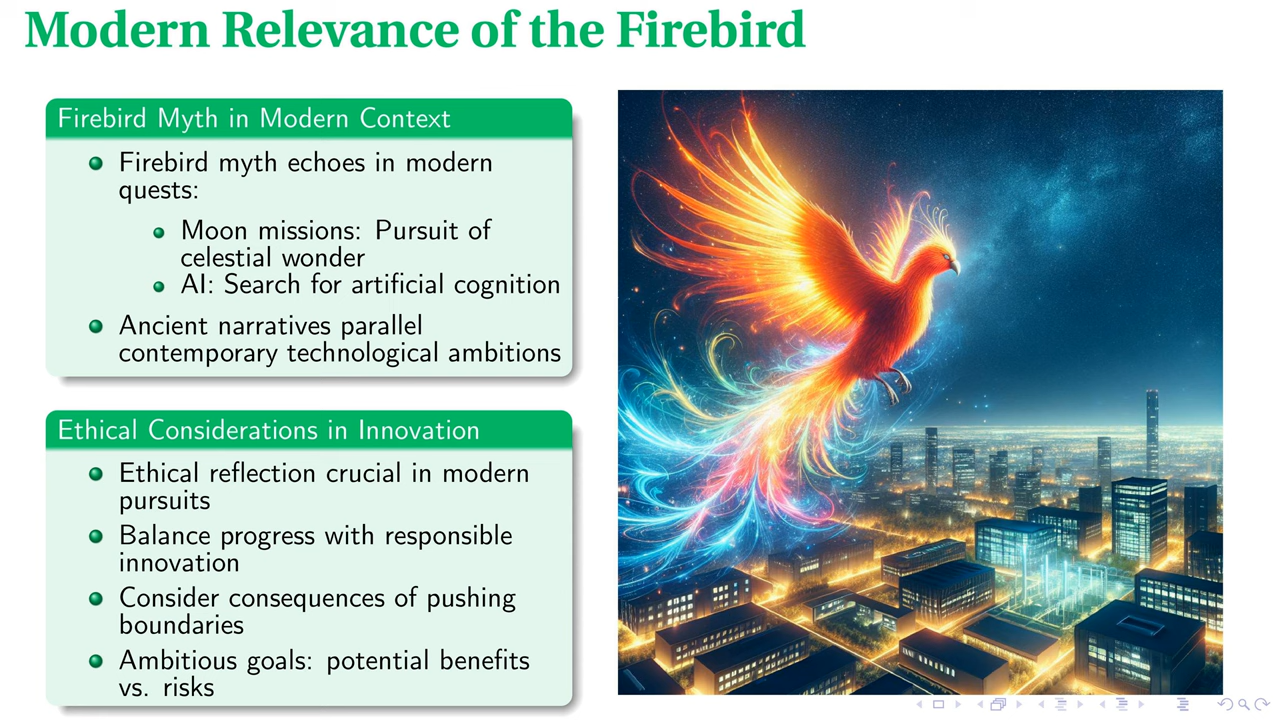 Modern Relevance of the Firebird
Firebird Myth in Modern Context
Firebird myth echoes in modern
quests:
Moon missions: Pursuit of
celestial wonder
AI: Search for artificial cognition
Ancient narratives parallel
contemporary technological ambitions
Ethical Considerations in Innovation
Ethical reflection crucial in modern
pursuits
Balance progress with responsible
innovation
Consider consequences of pushing
boundaries
Ambitious goals: potential benefits
vs. risks